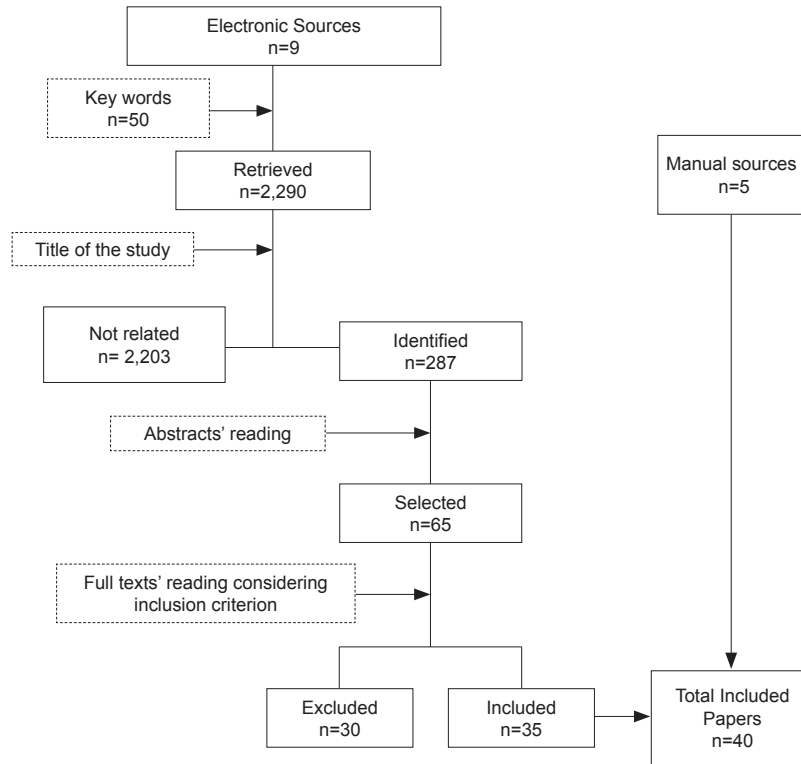 Electronic Sources
n=9
Key words
n=50
Retrieved
n=2,290
Manual sources
n=5
Title of the study
Not related
n= 2,203
Identified
n=287
Abstracts’ reading
Selected
n=65
Full texts’ reading considering
inclusion criterion
Excluded
n=30
Included
n=35
Total Included
Papers
n=40